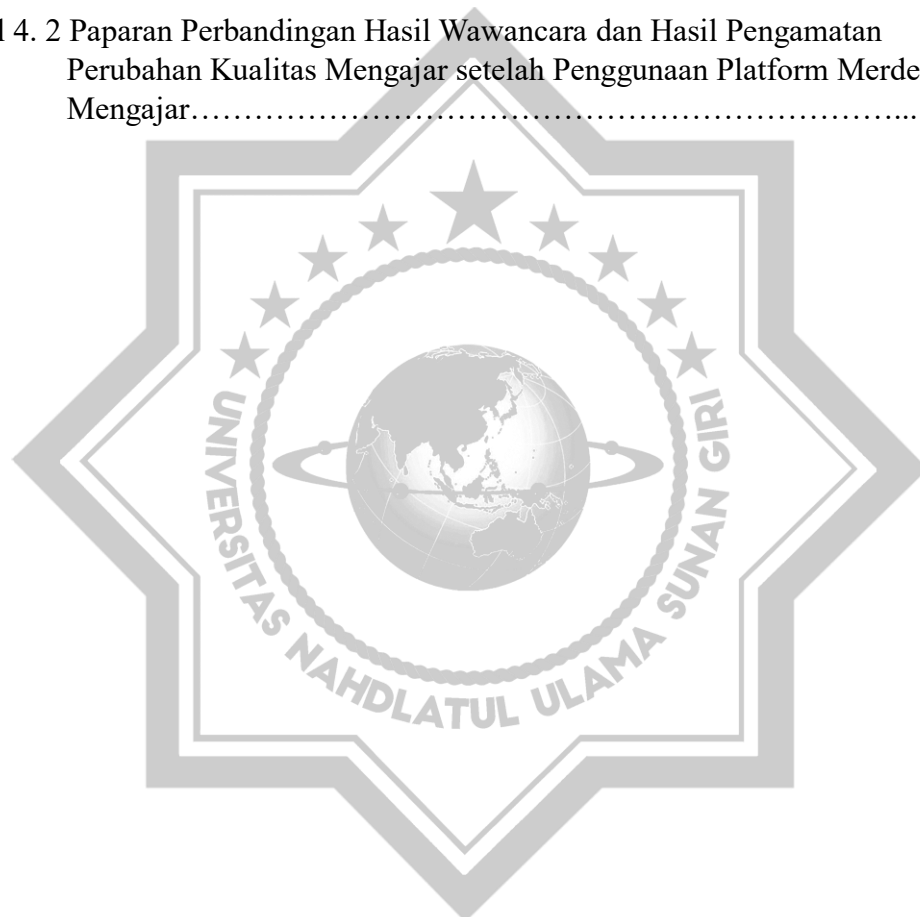 l 4. 2 Paparan Perbandingan Hasil Wawancara dan Hasil Pengamatan
Perubahan Kualitas Mengajar setelah Penggunaan Platform Merde
Mengajar…………………………………………………………………...
UNIVERSITAS NAHDLATUL ULAMA SUNAN GIRI